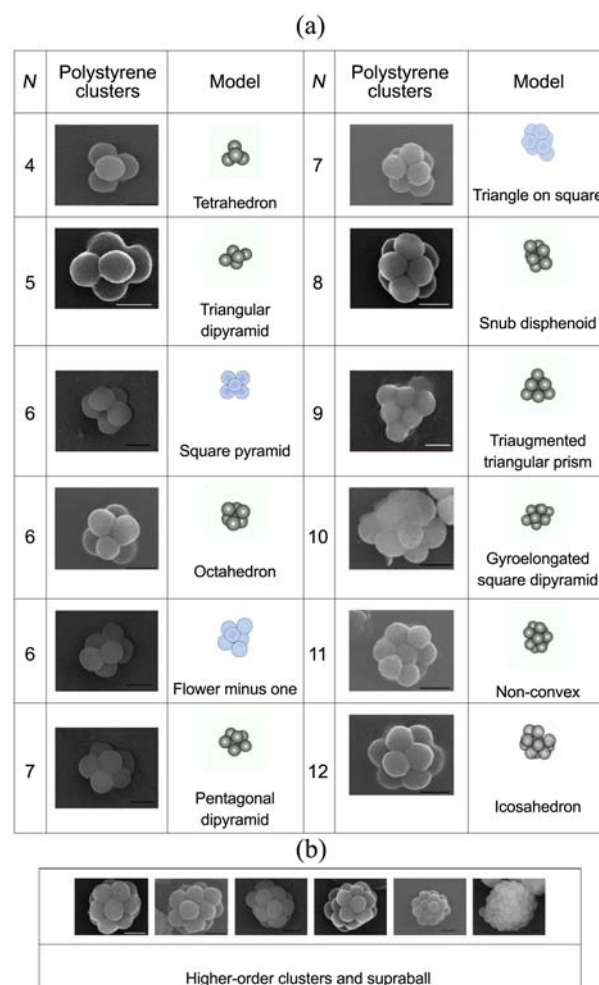 (a)
N Polystyrene clusters Model N Polystyrene clusters Model
4 Tetrahedron 7 Triangle on square
5 Triangular dipyramid 8 Snub disphenoid
6 Square pyramid 9 Triaugmented triangular prism
6 Octahedron 10 Gyroelongated square dipyramid
6 Flower minus one 11 Non-convex
7 Pentagonal dipyramid 12 Icosahedron
(b)
Higher-order clusters and supraball